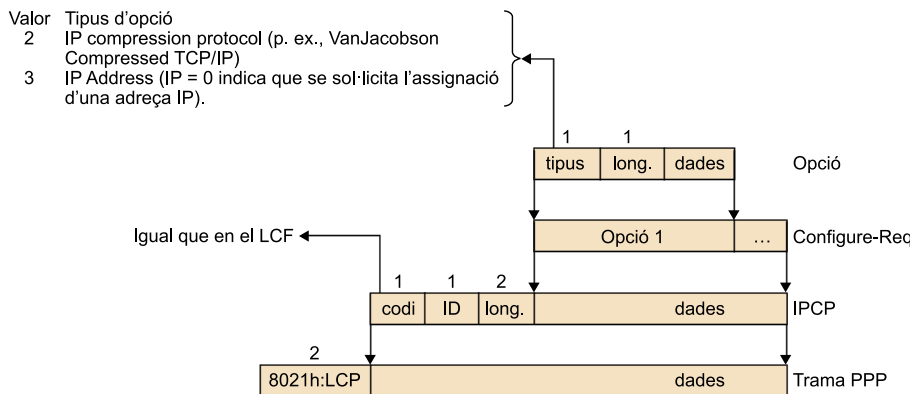 Valor Tipus d'opció
2 IP compression protocol (p. ex., VanJacobson
Compressed TCP/IP)
3 IP Address (IP = 0 indica que se sol·licita l'assignació
d'una adreça IP).
1 1
tipus long. dades Opció
Igual que en el LCF
Opció 1 ... Configure-Req
1 1 2
codi ID long. dades IPCP
2
8021h:LCP dades Trama PPP